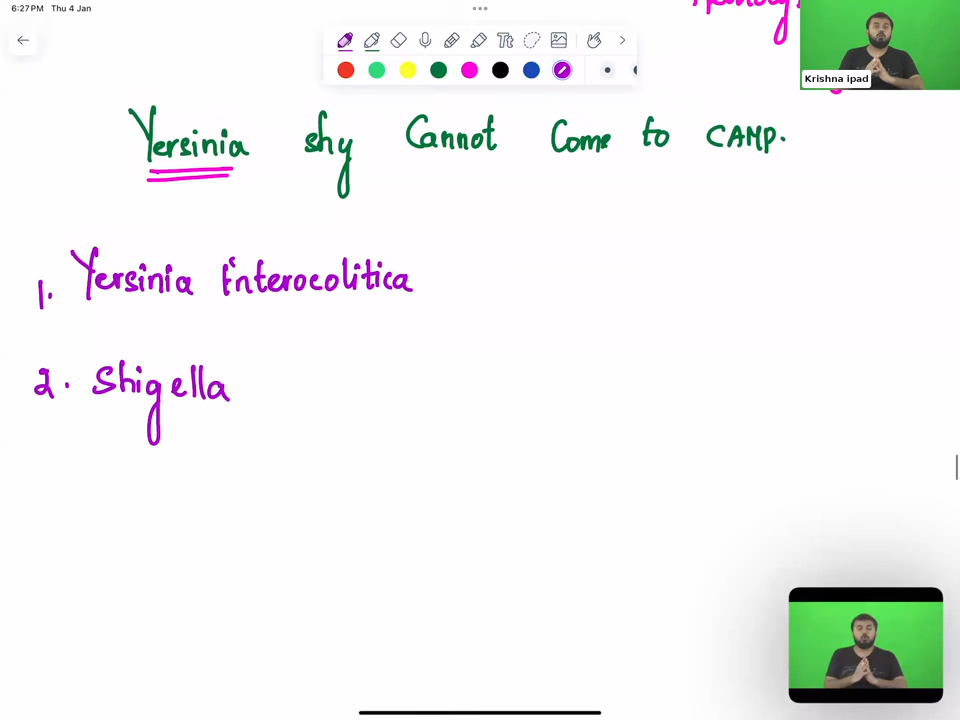 6:27 PM Thu 4 Jan
Tt
Krishna ipad
Yersinia shy Cannot Come to CAMP.
1. Yersinia Enterocolitica
2. Shigella